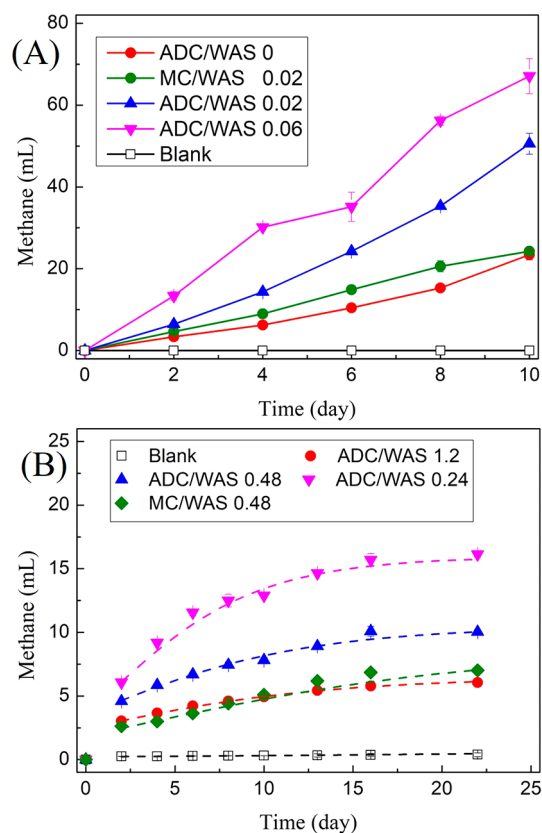 (A)
ADC/WAS 0
MC/WAS 0.02
ADC/WAS 0.02
ADC/WAS 0.06
Blank
Methane (mL)
80
60
40
20
0
0 2 4 6 8 10
Time (day)
(B)
Blank ADC/WAS 1.2
ADC/WAS 0.48 ADC/WAS 0.24
MC/WAS 0.48
Methane (mL)
25
20
15
10
5
0
0 5 10 15 20 25
Time (day)